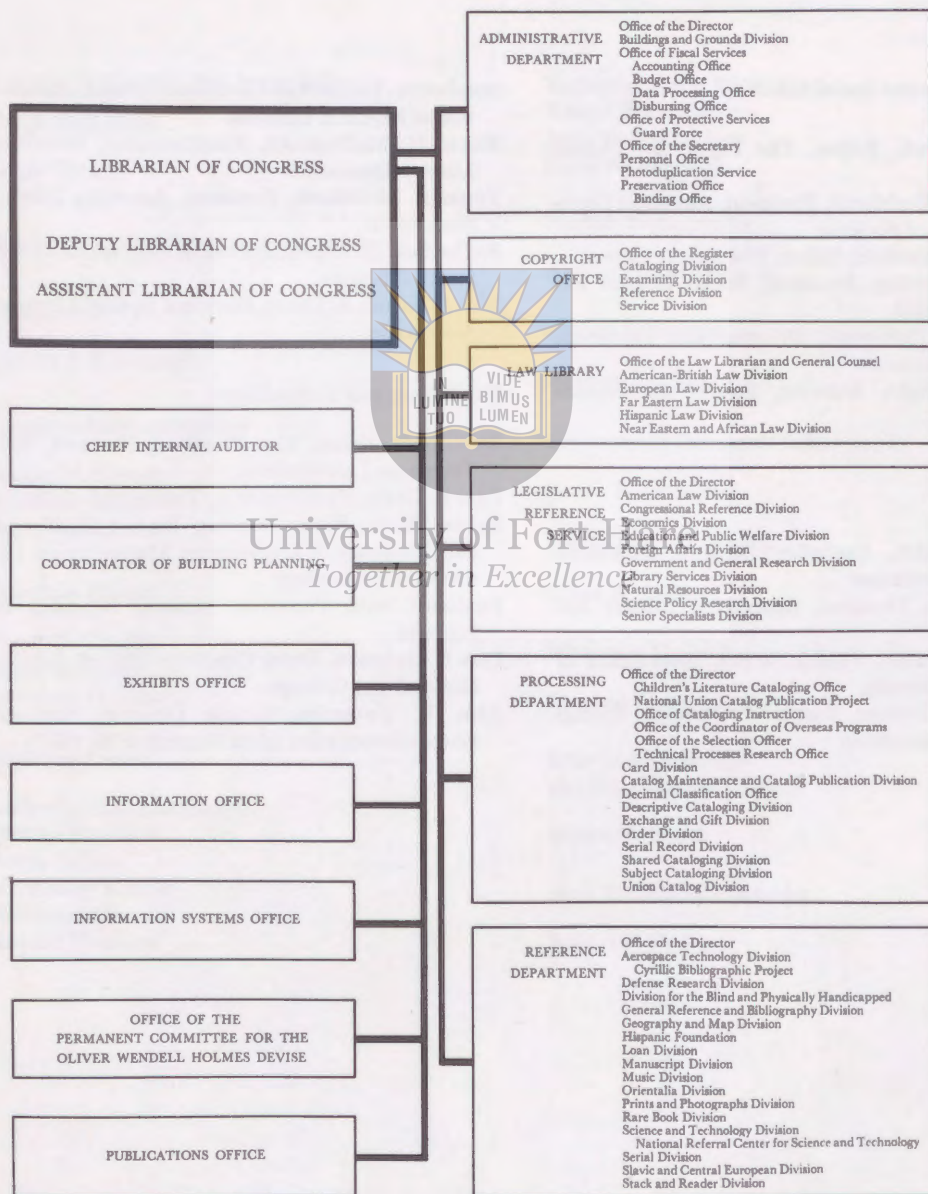 LIBRARIAN OF CONGRESS
DEPUTY LIBRARIAN OF CONGRESS
ASSISTANT LIBRARIAN OF CONGRESS
CHIEF INTERNAL AUDITOR
COORDINATOR OF BUILDING PLANNING
EXHIBITS OFFICE
INFORMATION OFFICE
INFORMATION SYSTEMS OFFICE
OFFICE OF THE
PERMANENT COMMITTEE FOR THE
OLIVER WENDELL HOLMES DEVISE
PUBLICATIONS OFFICE
ADMINISTRATIVE
DEPARTMENT
Office of the Director
Buildings and Grounds Division
Office of Fiscal Services
Accounting Office
Budget Office
Data Processing Office
Disbursing Office
Office of Protective Services
Guard Force
Office of the Secretary
Personnel Office
Photoduplication Service
Preservation Office
Binding Office
COPYRIGHT
OFFICE
Office of the Register
Cataloging Division
Examining Division
Reference Division
Service Division
LAW LIBRARY
Office of the Law Librarian and General Counsel
American-British Law Division
European Law Division
Far Eastern Law Division
Hispanic Law Division
Near Eastern and African Law Division
LEGISLATIVE
REFERENCE
SERVICE
Office of the Director
American Law Division
Congressional Reference Division
Economics Division
Education and Public Welfare Division
Foreign Affairs Division
Government and General Research Division
Library Services Division
Natural Resources Division
Science Policy Research Division
Senior Specialists Division
PROCESSING
DEPARTMENT
Office of the Director
Children's Literature Cataloging Office
National Union Catalog Publication Project
Office of Cataloging Instruction
Office of the Coordinator of Overseas Programs
Office of the Selection Officer
Technical Processes Research Office
Card Division
Catalog Maintenance and Catalog Publication Division
Decimal Classification Office
Descriptive Cataloging Division
Exchange and Gift Division
Order Division
Serial Record Division
Shared Cataloging Division
Subject Cataloging Division
Union Catalog Division
REFERENCE
DEPARTMENT
Office of the Director
Aerospace Technology Division
Cyrillic Bibliographic Project
Defense Research Division
Division for the Blind and Physically Handicapped
General Reference and Bibliography Division
Geography and Map Division
Hispanic Foundation
Loan Division
Manuscript Division
Music Division
Orientalia Division
Prints and Photographs Division
Rare Book Division
Science and Technology Division
National Referral Center for Science and Technology
Serial Division
Slavic and Central European Division
Stack and Reader Division
IN
LUMINE
TUO
VIDE
BIMUS
LUMEN
University of Fort Hare
Together in Excellence